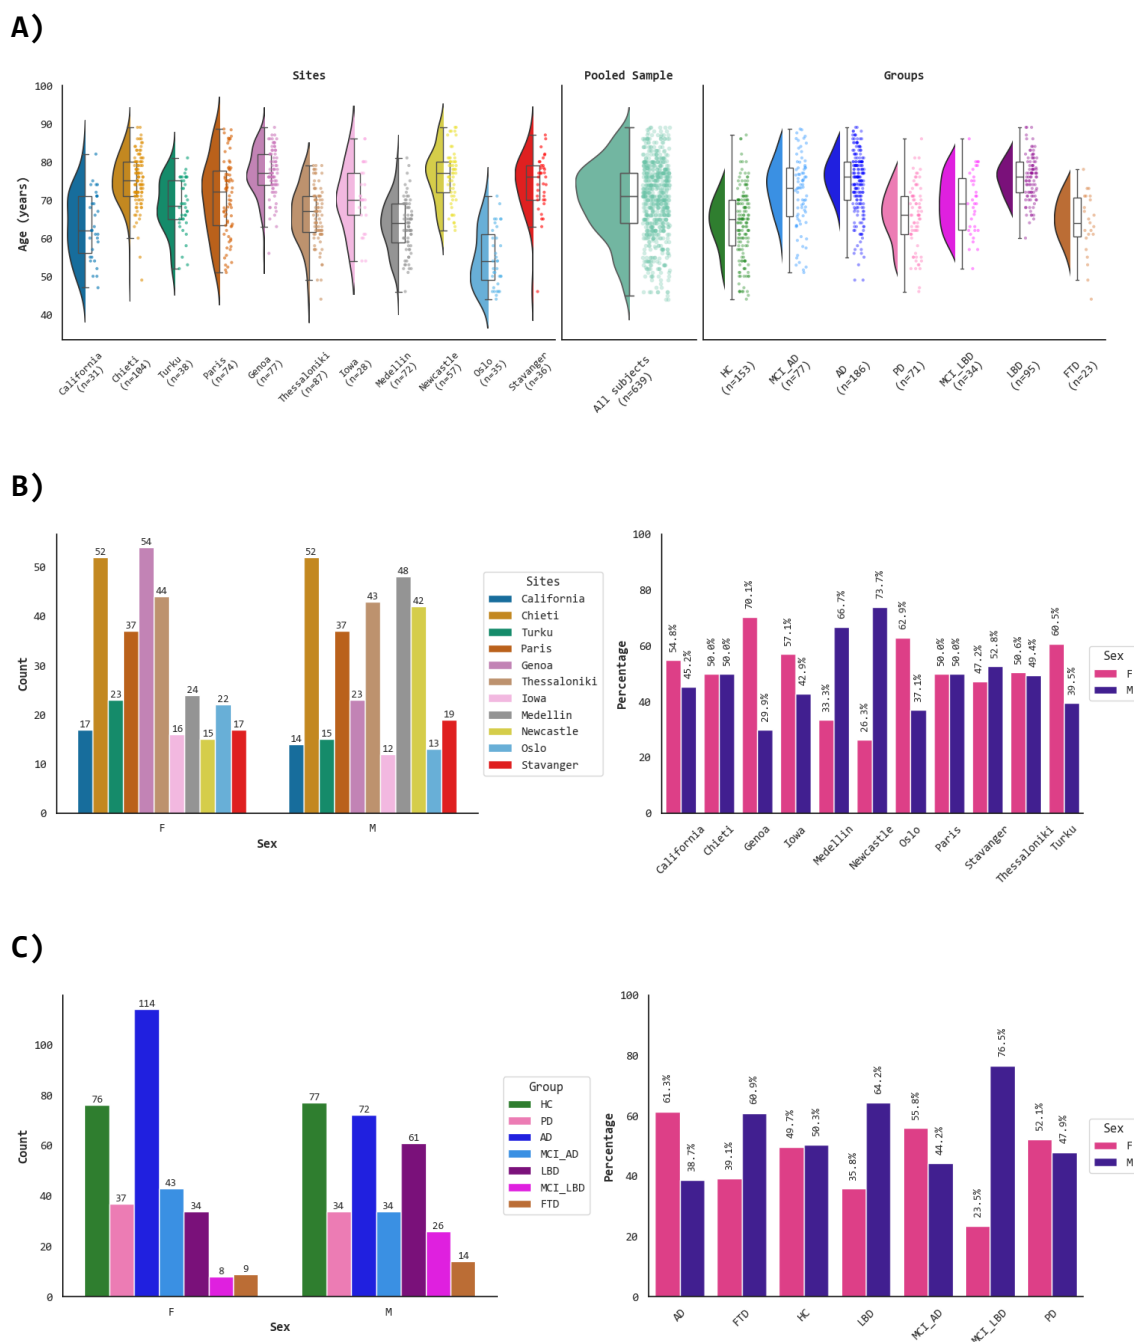 A)
Sites
Pooled Sample
Groups
Age (years)
100
90
80
70
60
50
40
California
(n=31)
Chieti
(n=104)
Turku
(n=38)
Paris
(n=74)
Genoa
(n=77)
Thessaloniki
(n=87)
Iowa
(n=28)
Medellin
(n=72)
Newcastle
(n=57)
Oslo
(n=35)
Stavanger
(n=36)
All subjects
(n=639)
HC
(n=153)
MCI_AD
(n=77)
AD
(n=186)
PD
(n=71)
MCI_LBD
(n=34)
LBD
(n=95)
FTD
(n=23)
B)
Count
50
40
30
20
10
0
17
52
23
37
54
44
16
24
15
22
17
14
52
15
37
23
43
12
48
42
13
19
F
M
Sex
Sites
California
Chieti
Turku
Paris
Genoa
Thessaloniki
Iowa
Medellin
Newcastle
Oslo
Stavanger
Percentage
100
80
60
40
20
0
54.8%
45.2%
50.0%
50.0%
70.1%
29.9%
57.1%
42.9%
33.3%
66.7%
26.3%
73.7%
62.9%
37.1%
50.0%
50.0%
47.2%
52.8%
50.6%
49.4%
60.5%
39.5%
California
Chieti
Genoa
Iowa
Medellin
Newcastle
Oslo
Paris
Stavanger
Thessaloniki
Turku
Sex
F
M
C)
Count
100
80
60
40
20
0
76
37
114
43
34
8
9
77
34
72
34
61
26
14
F
M
Sex
Group
HC
PD
AD
MCI_AD
LBD
MCI_LBD
FTD
Percentage
100
80
60
40
20
0
61.3%
38.7%
39.1%
60.9%
49.7%
50.3%
35.8%
64.2%
55.8%
44.2%
23.5%
76.5%
52.1%
47.9%
AD
FTD
HC
LBD
MCI_AD
MCI_LBD
PD
Sex
F
M